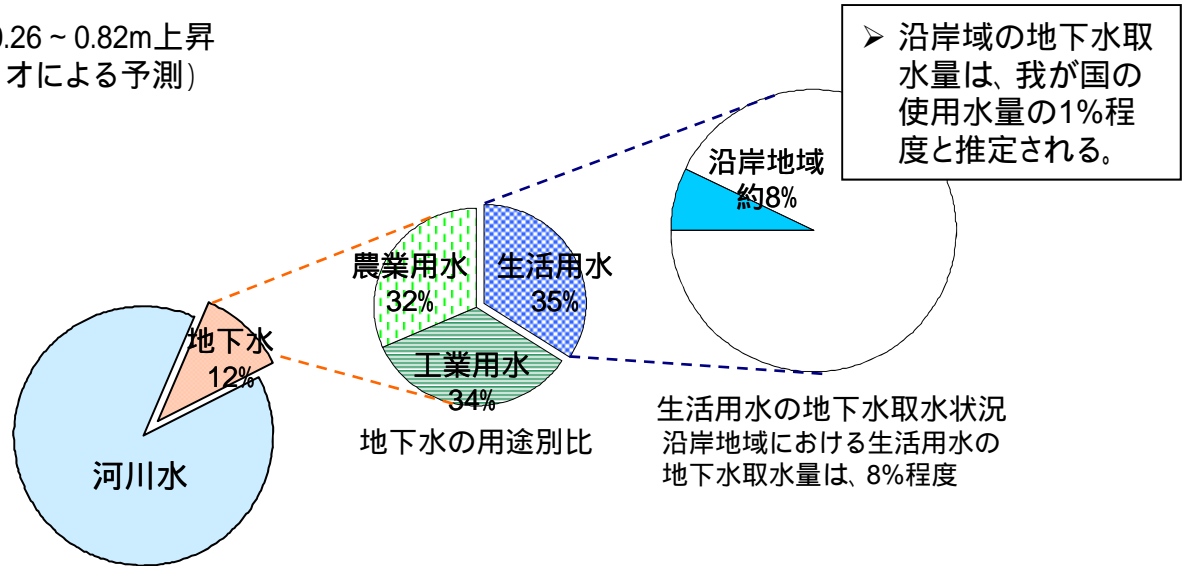 0.26 ~ 0.82m上昇
オによる予測)
➢ 沿岸域の地下水取
水量は、我が国の
使用水量の1%程
度と推定される。
沿岸地域
約8%
農業用水
32%
生活用水
35%
工業用水
34%
地下水
12%
河川水
地下水の用途別比
生活用水の地下水取水状況
沿岸地域における生活用水の
地下水取水量は、8%程度